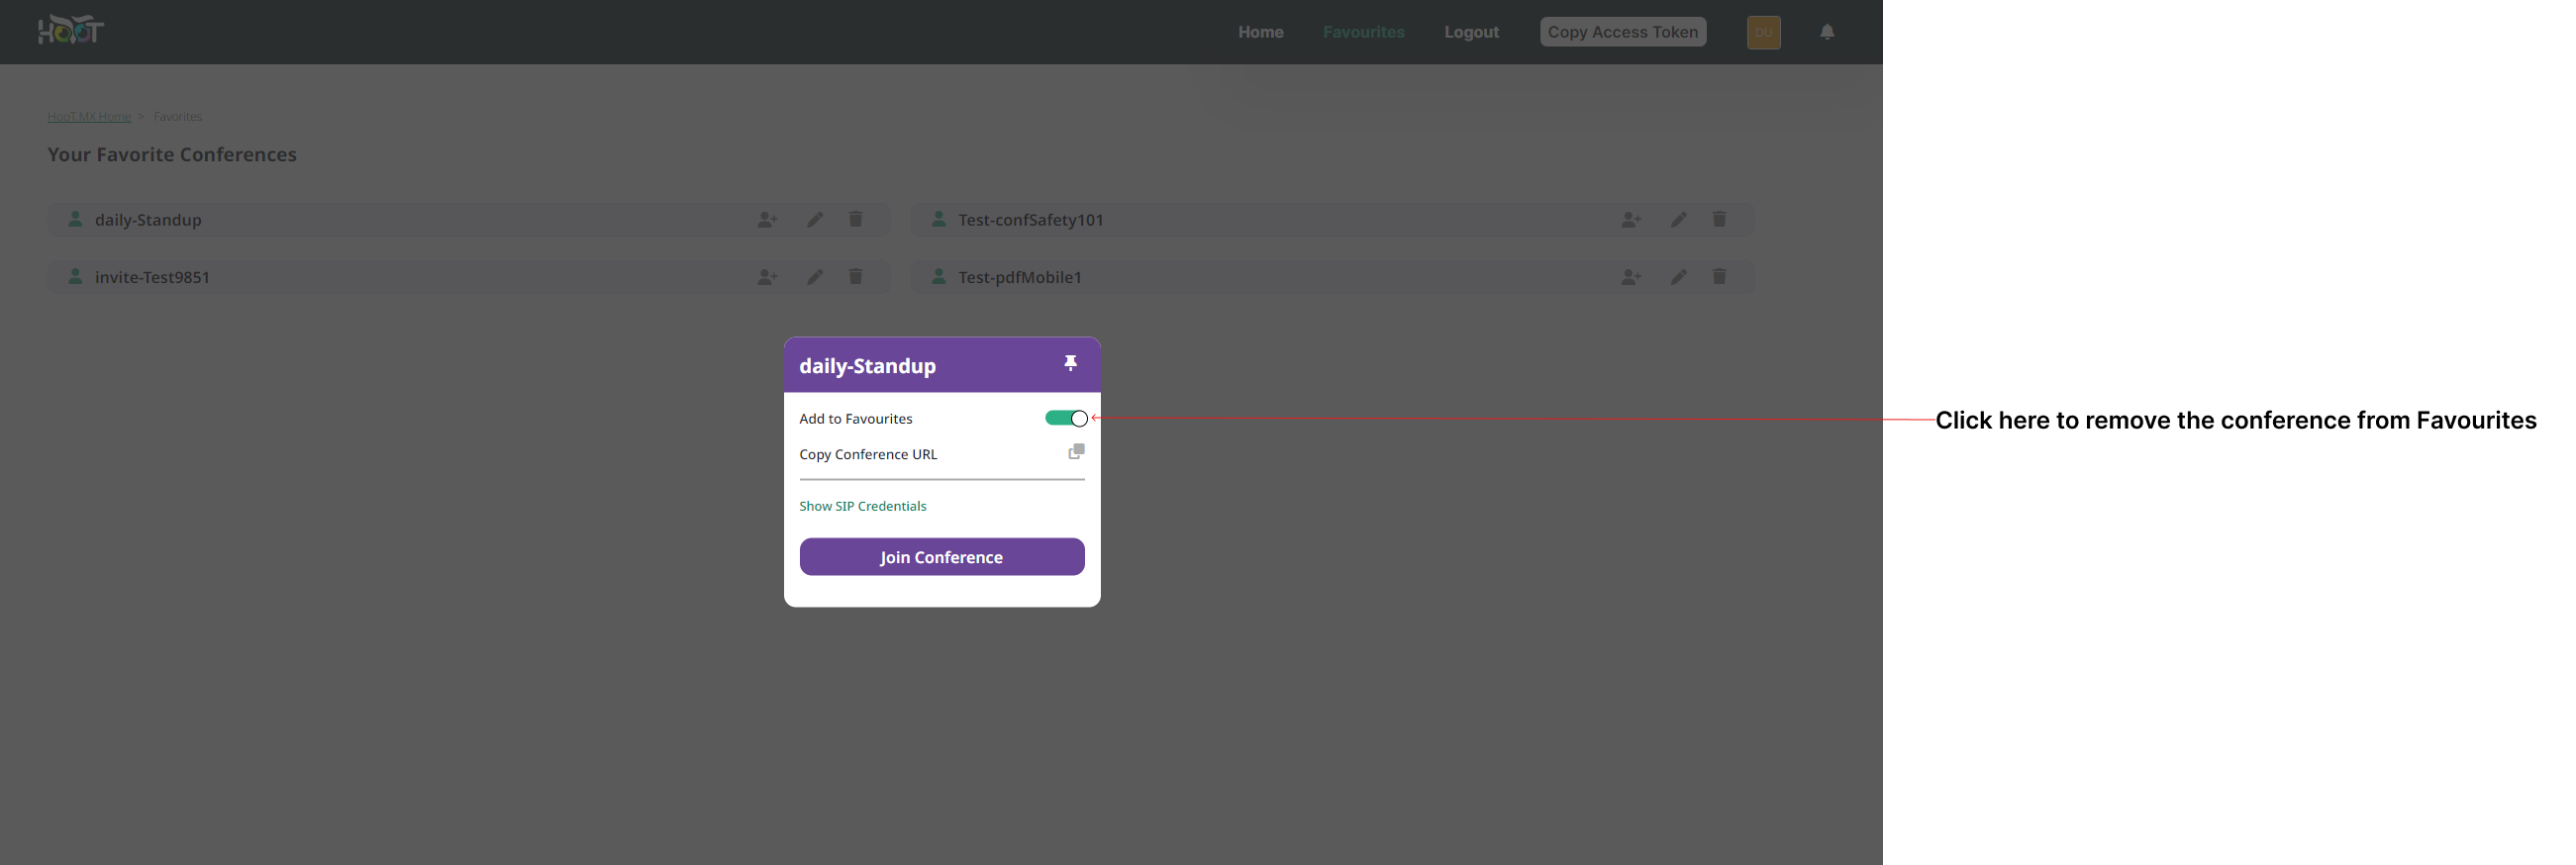 HOOT
Home Favourites Logout Copy Access Token DU
HooT.MX Home > Favorites
Your Favorite Conferences
daily-Standup
Test-confSafety101
invite-Test9851
Test-pdfMobile1
daily-Standup
Add to Favourites
Click here to remove the conference from Favourites
Copy Conference URL
Show SIP Credentials
Join Conference